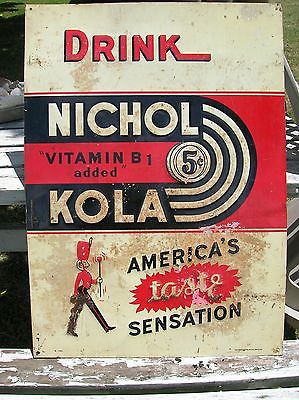 DRINK
NICHOL
"VITAMIN B1
added"
5¢
KOLA
AMERICA'S
taste
SENSATION